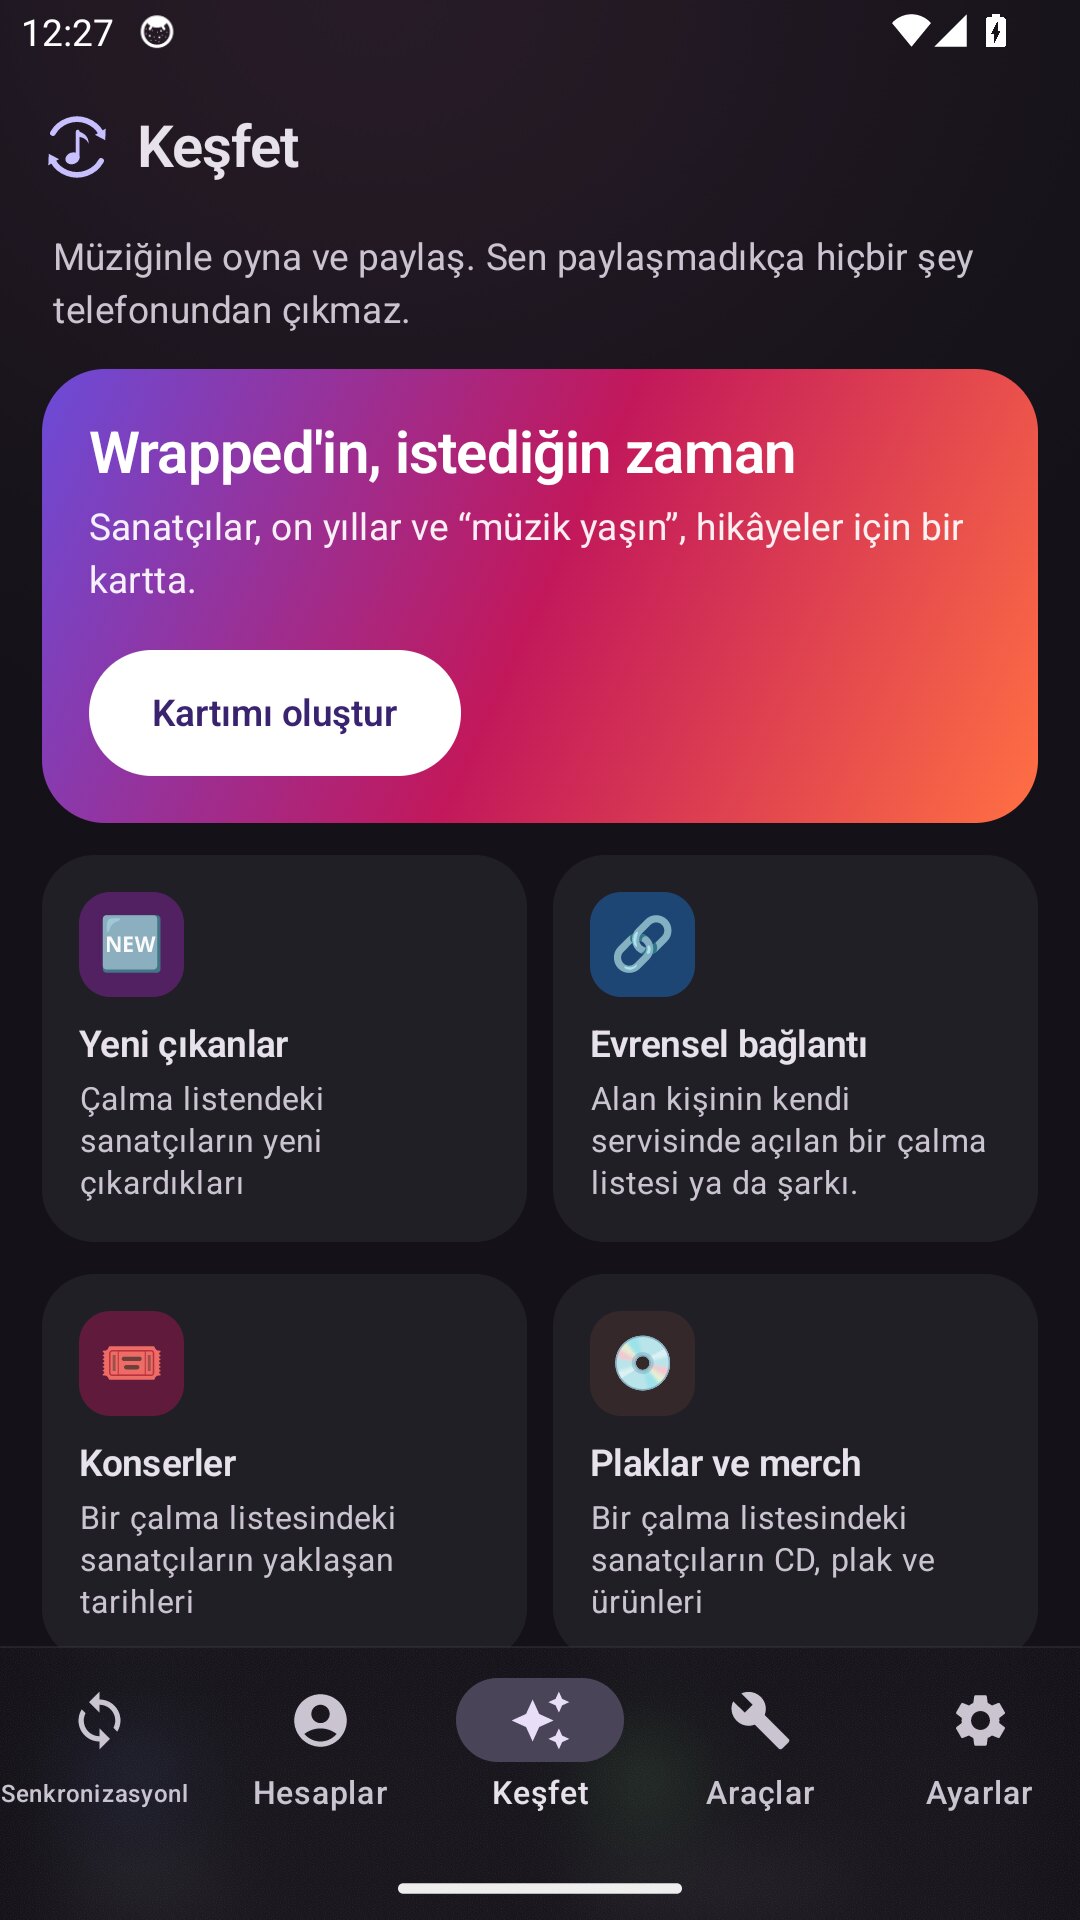 12:27
Keşfet
Müziğinle oyna ve paylaş. Sen paylaşmadıkça hiçbir şey
telefonundan çıkmaz.
Wrapped'in, istediğin zaman
Sanatçılar, on yıllar ve “müzik yaşın”, hikâyeler için bir
kartta.
Kartımı oluştur
NEW
Yeni çıkanlar
Çalma listendeki
sanatçıların yeni
çıkardıkları
Evrensel bağlantı
Alan kişinin kendi
servisinde açılan bir çalma
listesi ya da şarkı.
Konserler
Bir çalma listesindeki
sanatçıların yaklaşan
tarihleri
Plaklar ve merch
Bir çalma listesindeki
sanatçıların CD, plak ve
ürünleri
Senkronizasyonl
Hesaplar
Keşfet
Araçlar
Ayarlar